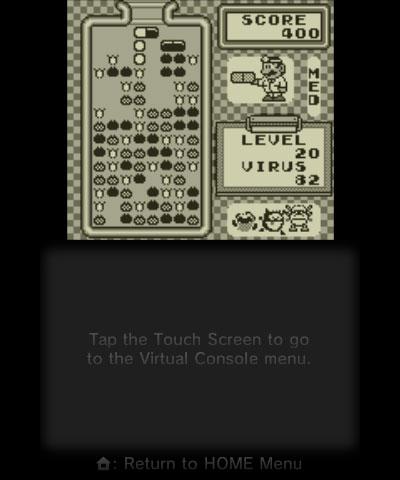 SCORE
400
MED
LEVEL
20
VIRUS
82
Tap the Touch Screen to go
to the Virtual Console menu.
: Return to HOME Menu